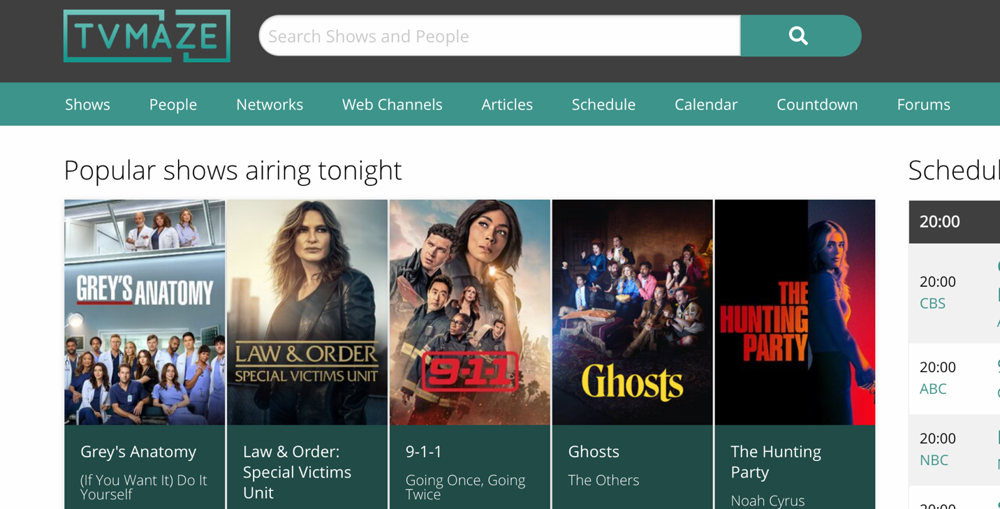 TVMAZE
Search Shows and People
Shows People Networks Web Channels Articles Schedule Calendar Countdown Forums
Popular shows airing tonight
GREY'S ANATOMY
LAW & ORDER
SPECIAL VICTIMS UNIT
9-1-1
Ghosts
THE
HUNTING
PARTY
Grey's Anatomy
(If You Want It) Do It
Yourself
Law & Order:
Special Victims
Unit
9-1-1
Going Once, Going
Twice
Ghosts
The Others
The Hunting
Party
Noah Cyrus
20:00
20:00
CBS
20:00
ABC
20:00
NBC